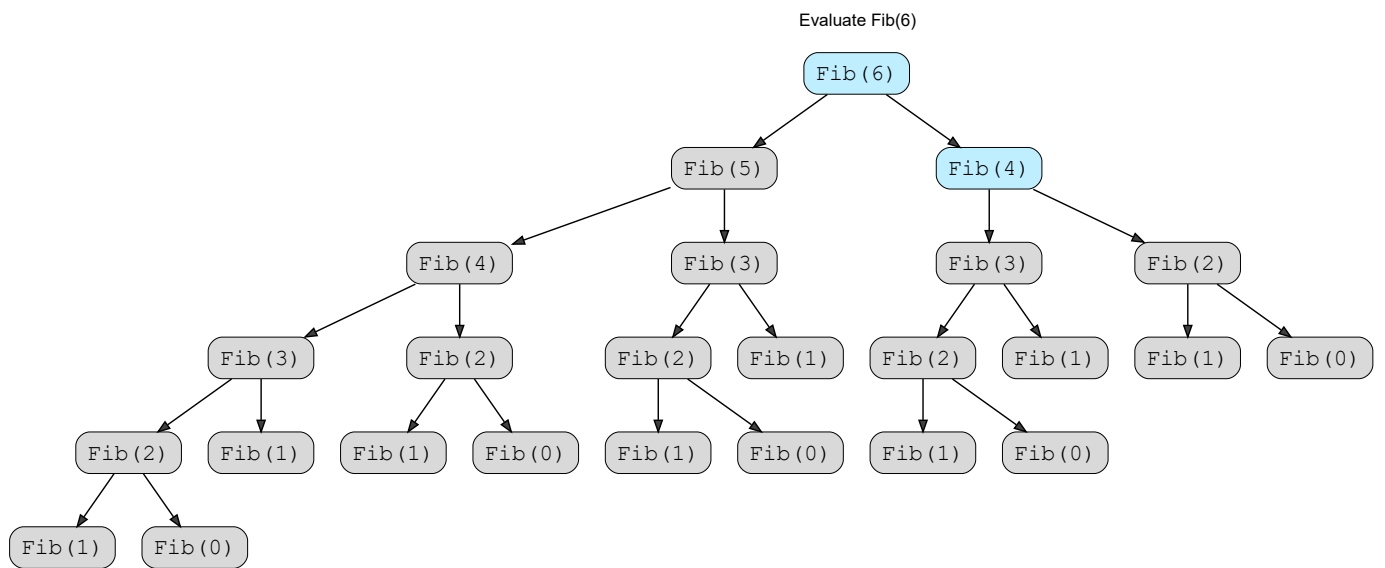 Evaluate Fib(6)
Fib(6)
Fib(5) Fib(4)
Fib(4) Fib(3) Fib(3) Fib(2)
Fib(3) Fib(2) Fib(2) Fib(1) Fib(2) Fib(1) Fib(1) Fib(0)
Fib(2) Fib(1) Fib(1) Fib(0) Fib(1) Fib(0) Fib(1) Fib(0)
Fib(1) Fib(0)